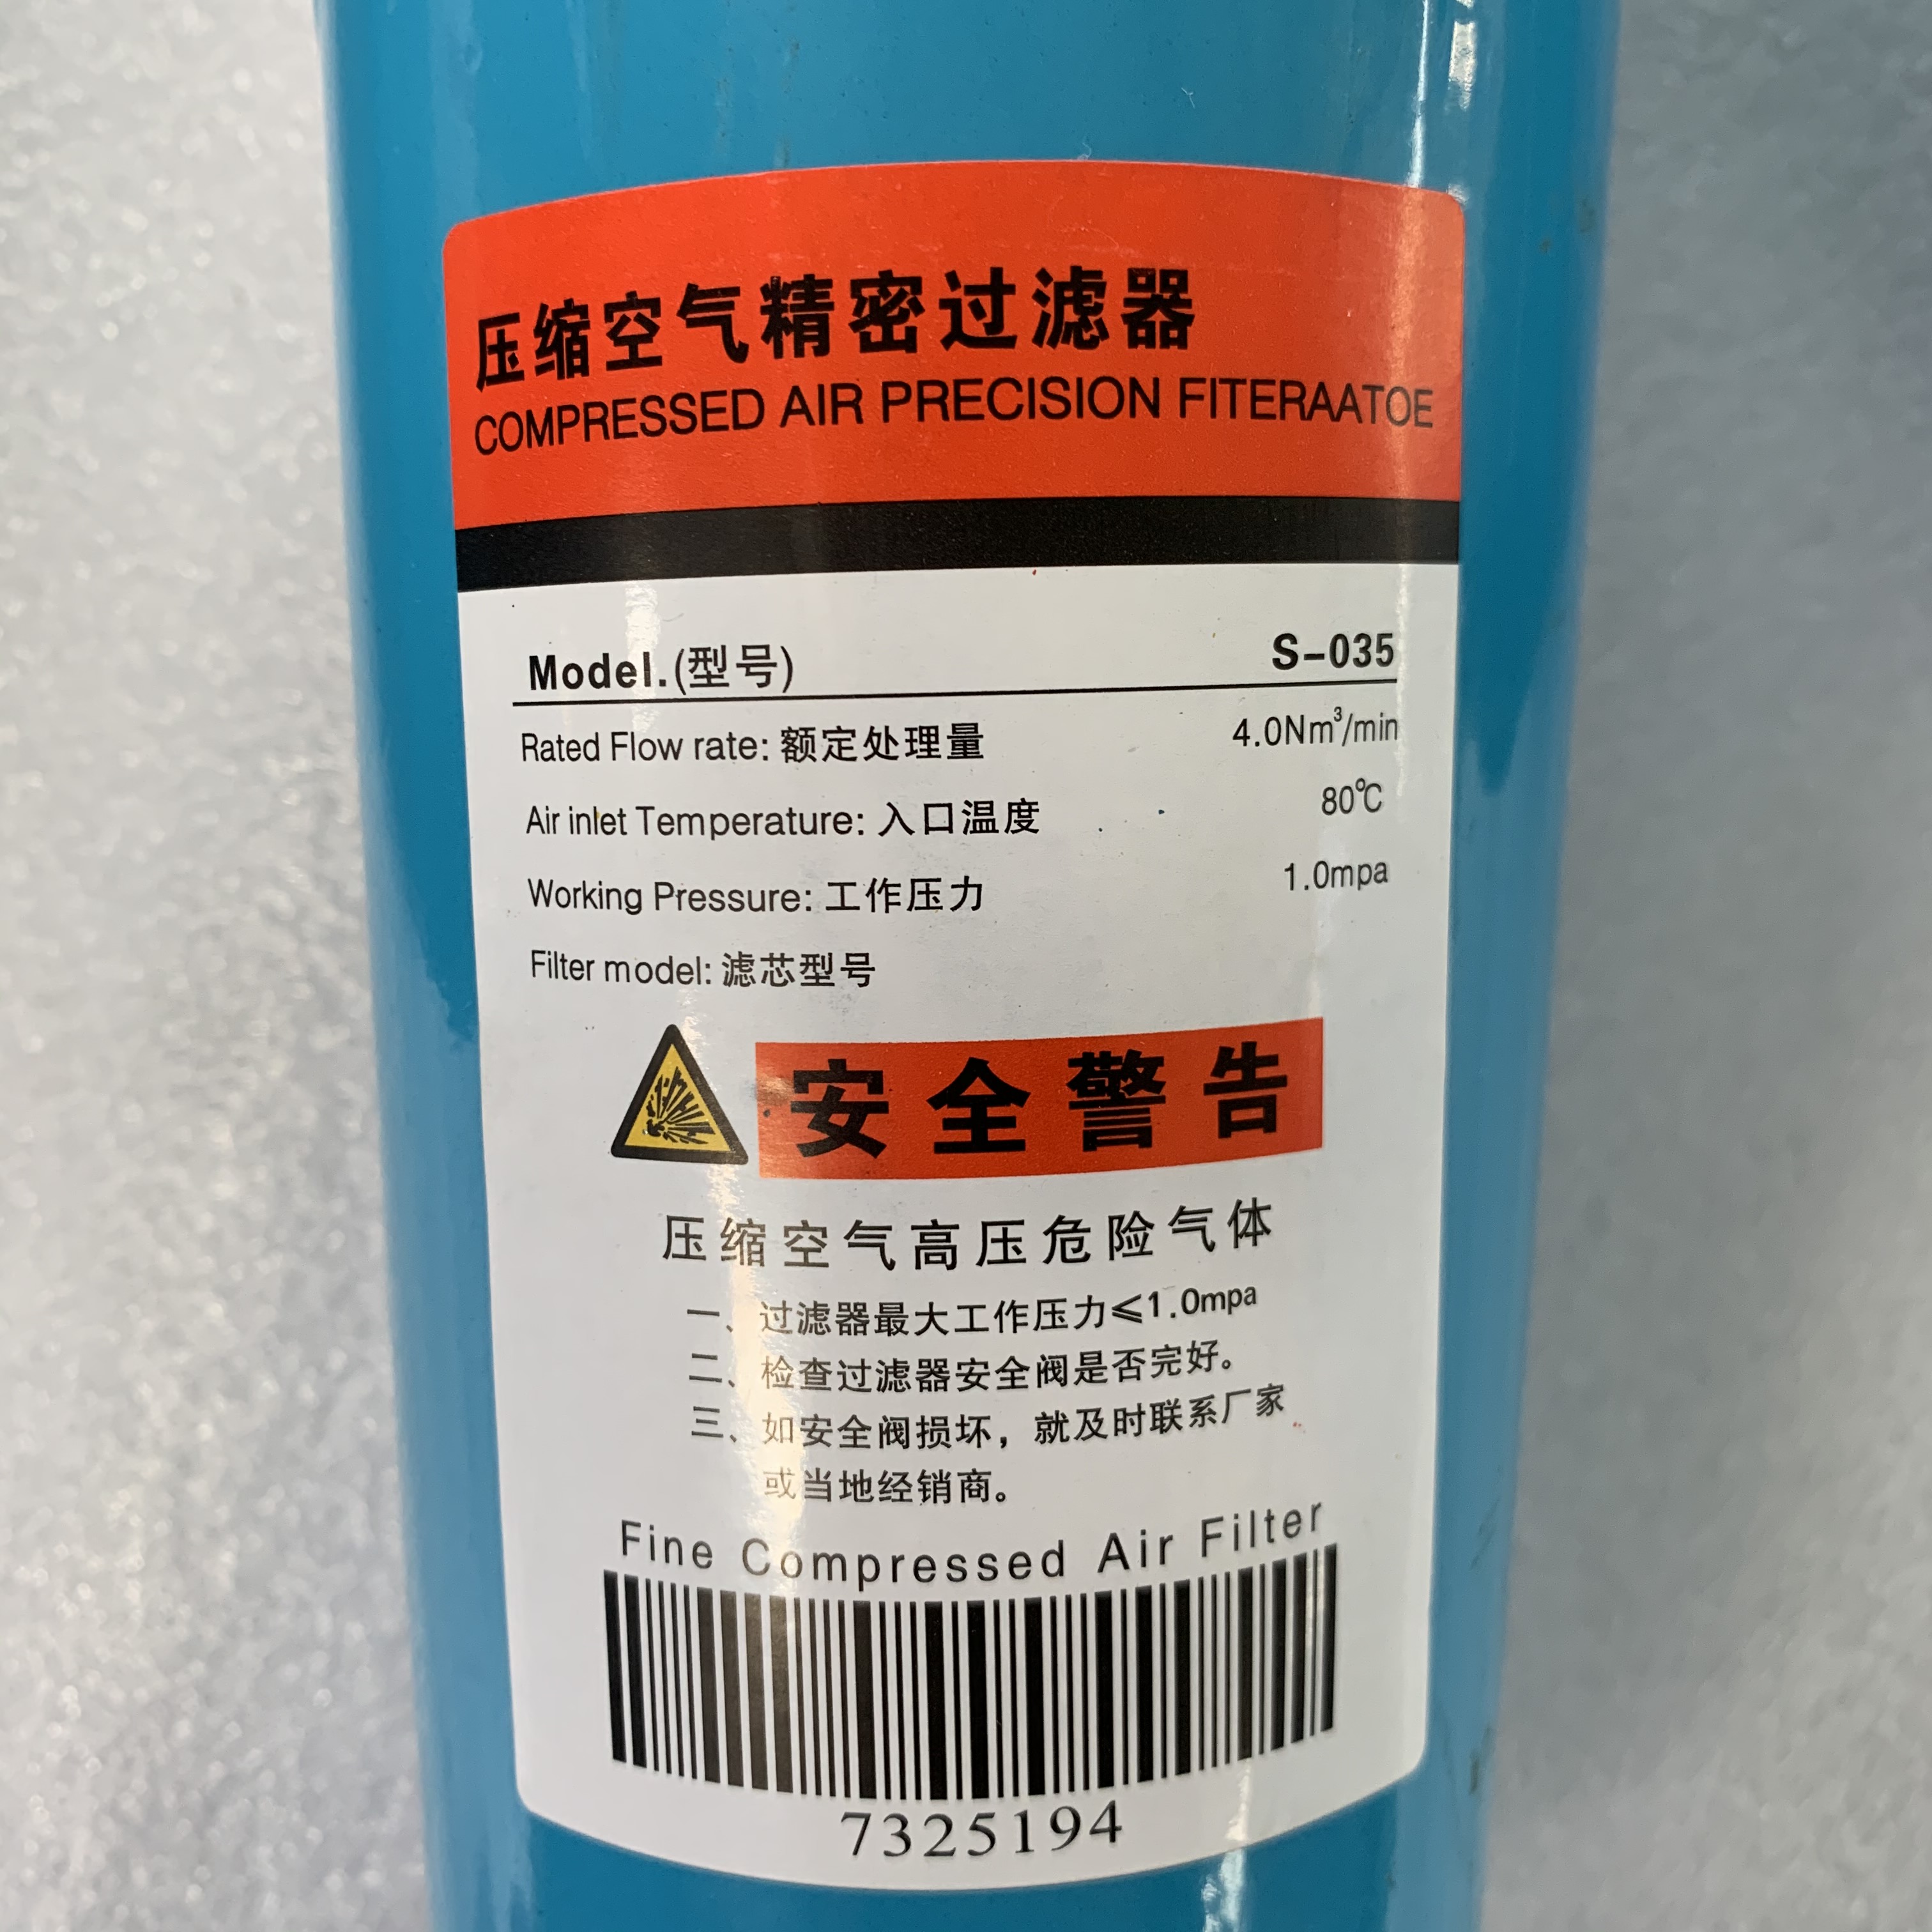 压缩空气精密过滤器
COMPRESSED AIR PRECISION FITERAATOE
Model.(型号) S-035
Rated Flow rate: 额定处理量 4.0Nm³/min
Air inlet Temperature: 入口温度 80℃
Working Pressure: 工作压力 1.0mpa
Filter model: 滤芯型号
安全警告
压缩空气高压危险气体
一、过滤器最大工作压力≤1.0mpa
二、检查过滤器安全阀是否完好。
三、如安全阀损坏，就及时联系厂家
或当地经销商。
Fine Compressed Air Filter
7325194